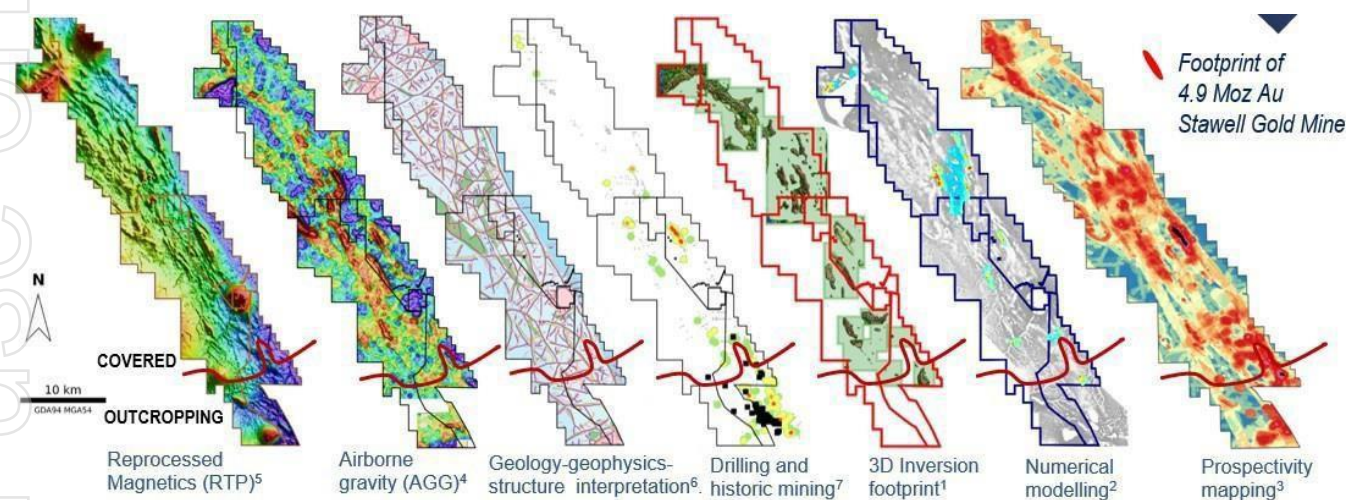 Footprint of
4.9 Moz Au
Stawell Gold Mine
N
COVERED
10 km
GDA94 MGA54
OUTCROPPING
Reprocessed
Magnetics (RTP)⁵
Airborne
gravity (AGG)⁴
Geology-geophysics-
structure interpretation⁶.
Drilling and
historic mining⁷
3D Inversion
footprint¹
Numerical
modelling²
Prospectivity
mapping³